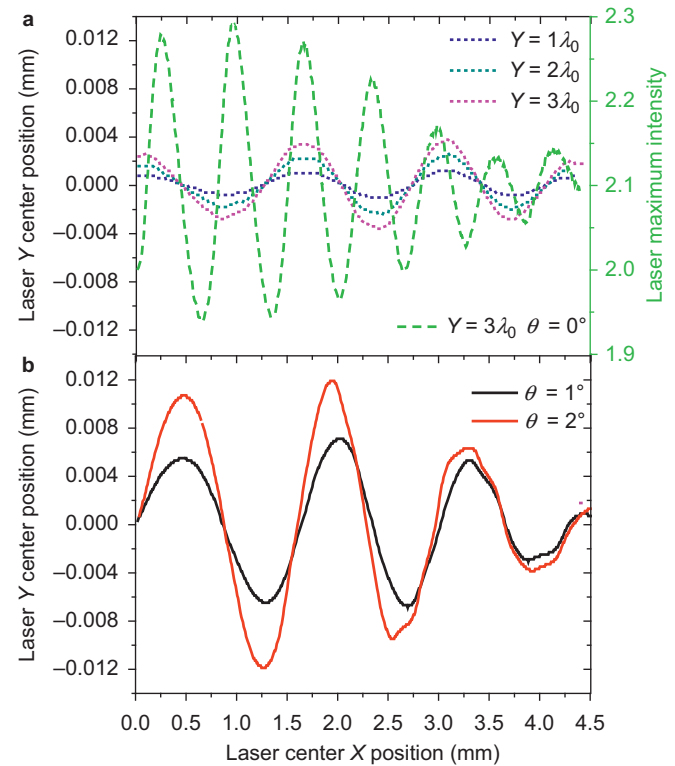 a
0.012
0.008
0.004
0.000
−0.004
−0.008
−0.012
Laser Y center position (mm)
Y = 1λ0
Y = 2λ0
Y = 3λ0
Y = 3λ0 θ = 0°
2.3
2.2
2.1
2.0
1.9
Laser maximum intensity
b
0.012
0.008
0.004
0.000
−0.004
−0.008
−0.012
Laser Y center position (mm)
θ = 1°
θ = 2°
0.0 0.5 1.0 1.5 2.0 2.5 3.0 3.5 4.0 4.5
Laser center X position (mm)